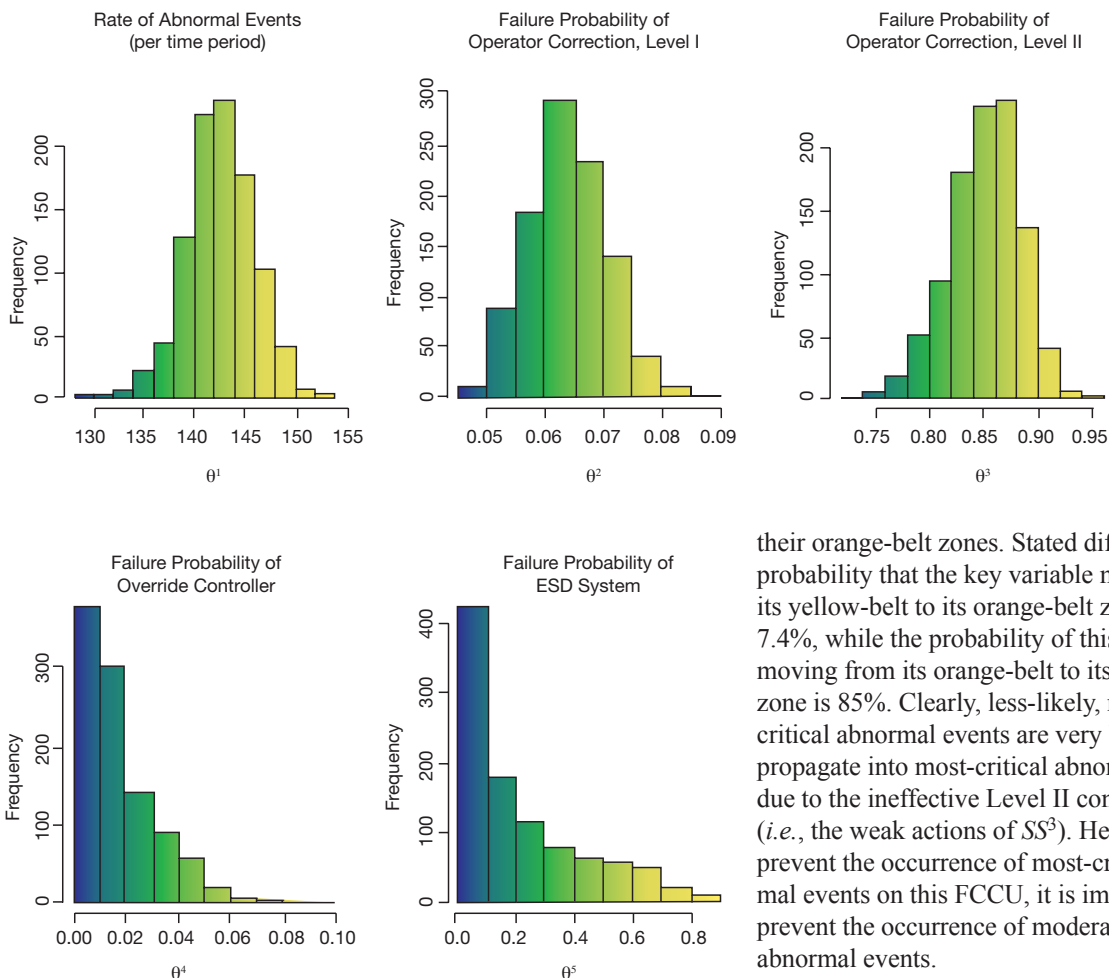 Rate of Abnormal Events
(per time period)
Frequency
0
50
100
150
200
130 135 140 145 150 155
θ¹
Failure Probability of
Operator Correction, Level I
Frequency
0
50
100
150
200
250
300
0.05 0.06 0.07 0.08 0.09
θ²
Failure Probability of
Operator Correction, Level II
Frequency
0
50
100
150
200
0.75 0.80 0.85 0.90 0.95
θ³
Failure Probability of
Override Controller
Frequency
0
100
200
300
0.00 0.02 0.04 0.06 0.08 0.10
θ⁴
Failure Probability of
ESD System
Frequency
0
100
200
300
400
0.0 0.2 0.4 0.6 0.8
θ⁵
their orange-belt zones. Stated dif
probability that the key variable
its yellow-belt to its orange-belt
7.4%, while the probability of this
moving from its orange-belt to its
zone is 85%. Clearly, less-likely,
critical abnormal events are very
propagate into most-critical abnor
due to the ineffective Level II con
(i.e., the weak actions of SS³). He
prevent the occurrence of most-cr
mal events on this FCCU, it is im
prevent the occurrence of modera
abnormal events.